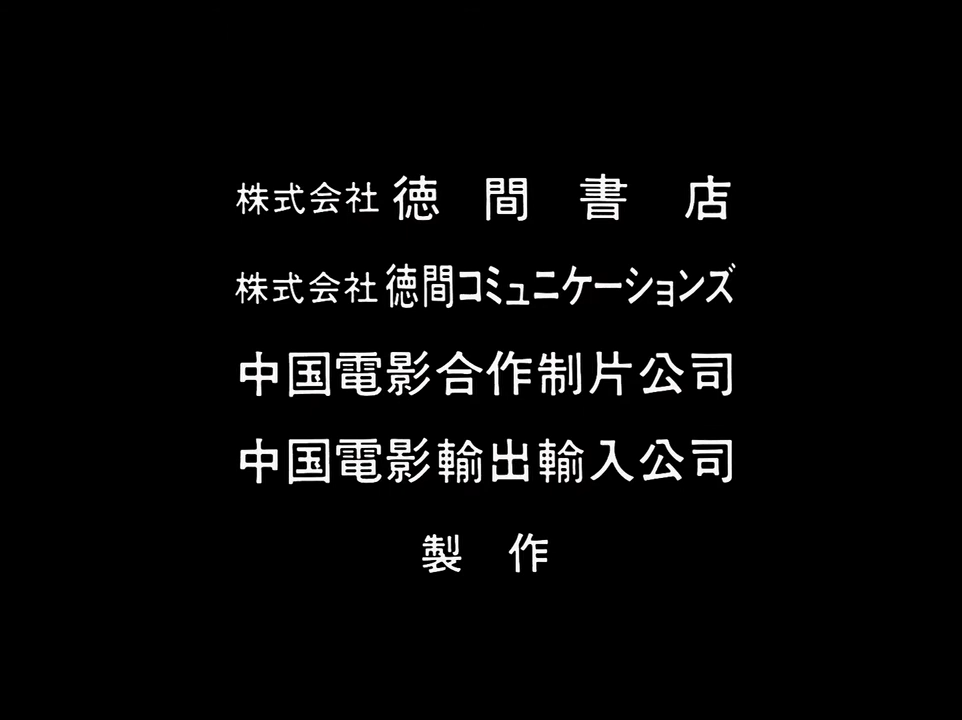 株式会社 徳間書店
株式会社 徳間コミュニケーションズ
中国電影合作制片公司
中国電影輸出輸入公司
製作